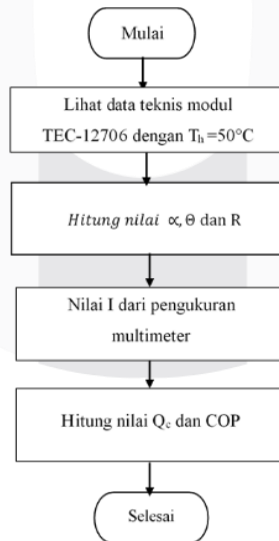 Mulai
Lihat data teknis modul
TEC-12706 dengan Tₕ=50°C
Hitung nilai ∝,Θ dan R
Nilai I dari pengukuran
multimeter
Hitung nilai Q꜀ dan COP
Selesai